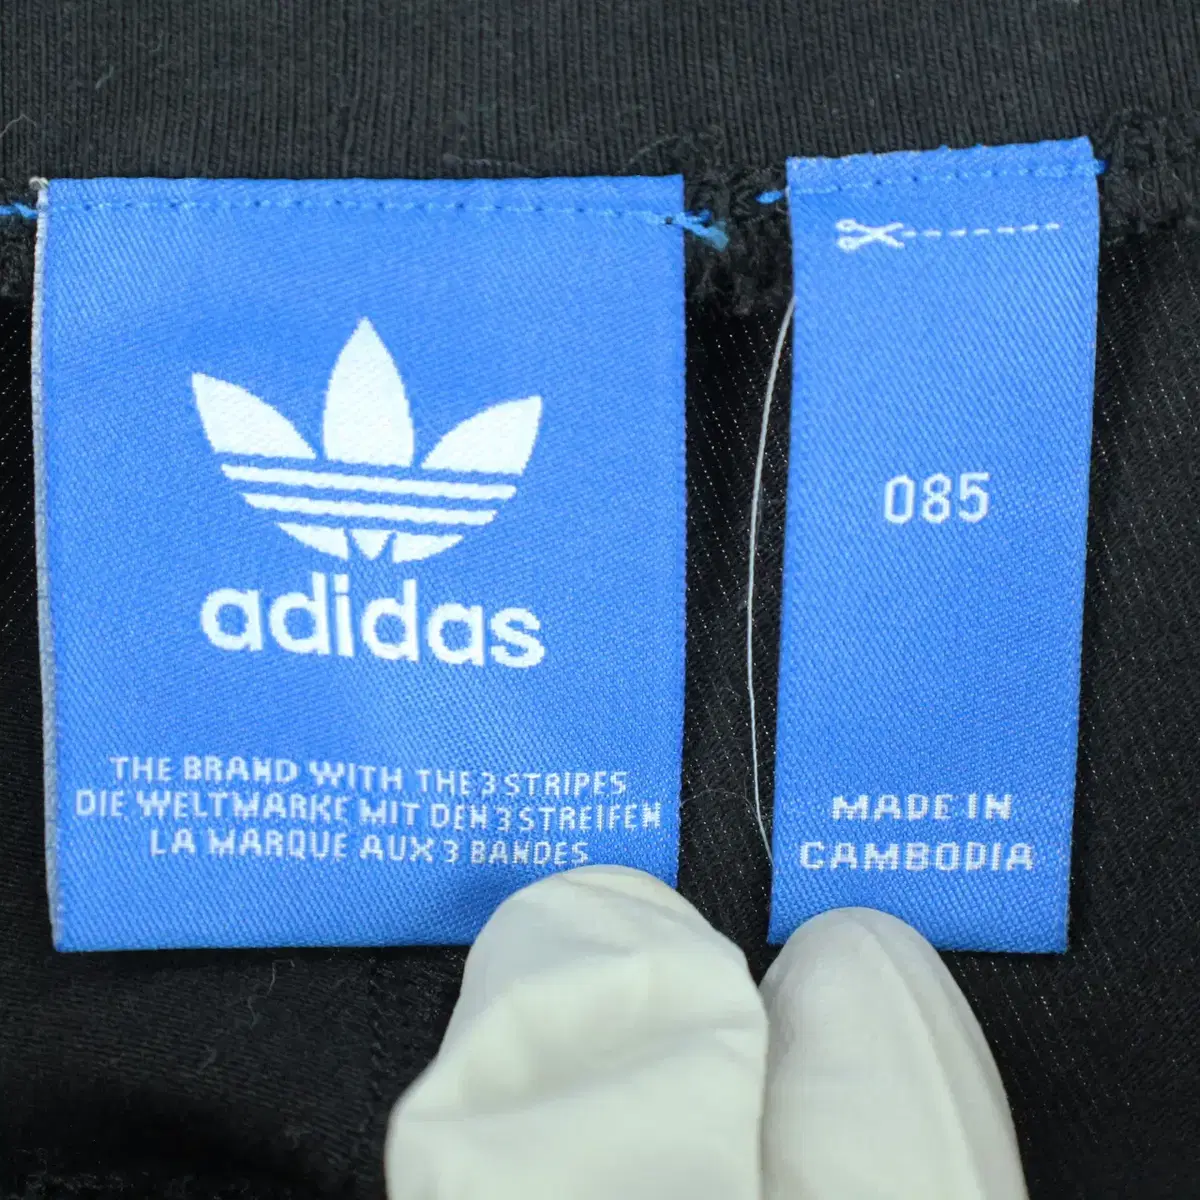 adidas
THE BRAND WITH THE 3 STRIPES
DIE WELTMARKE MIT DEN 3 STREIFEN
LA MARQUE AUX 3 BANDES
085
MADE IN
CAMBODIA